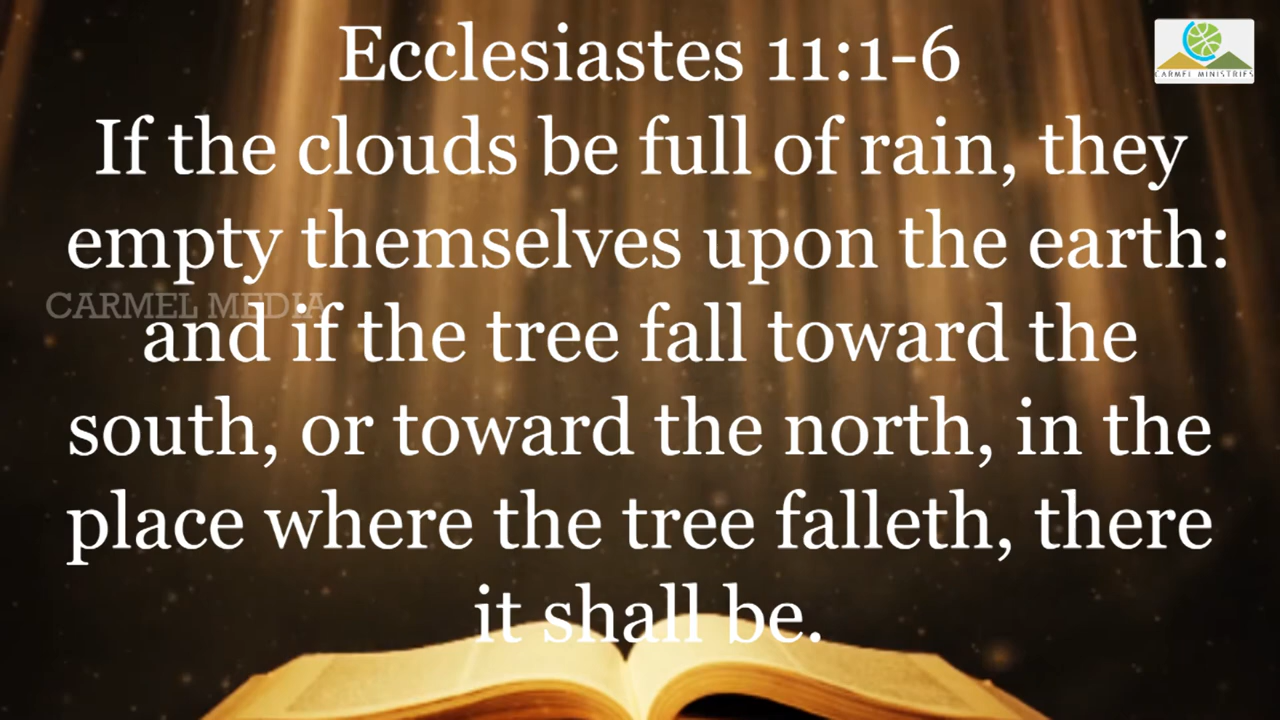 Ecclesiastes 11:1-6
CARMEL MINISTRIES
If the clouds be full of rain, they
empty themselves upon the earth:
CARMEL MEDIA
and if the tree fall toward the
south, or toward the north, in the
place where the tree falleth, there
it shall be.